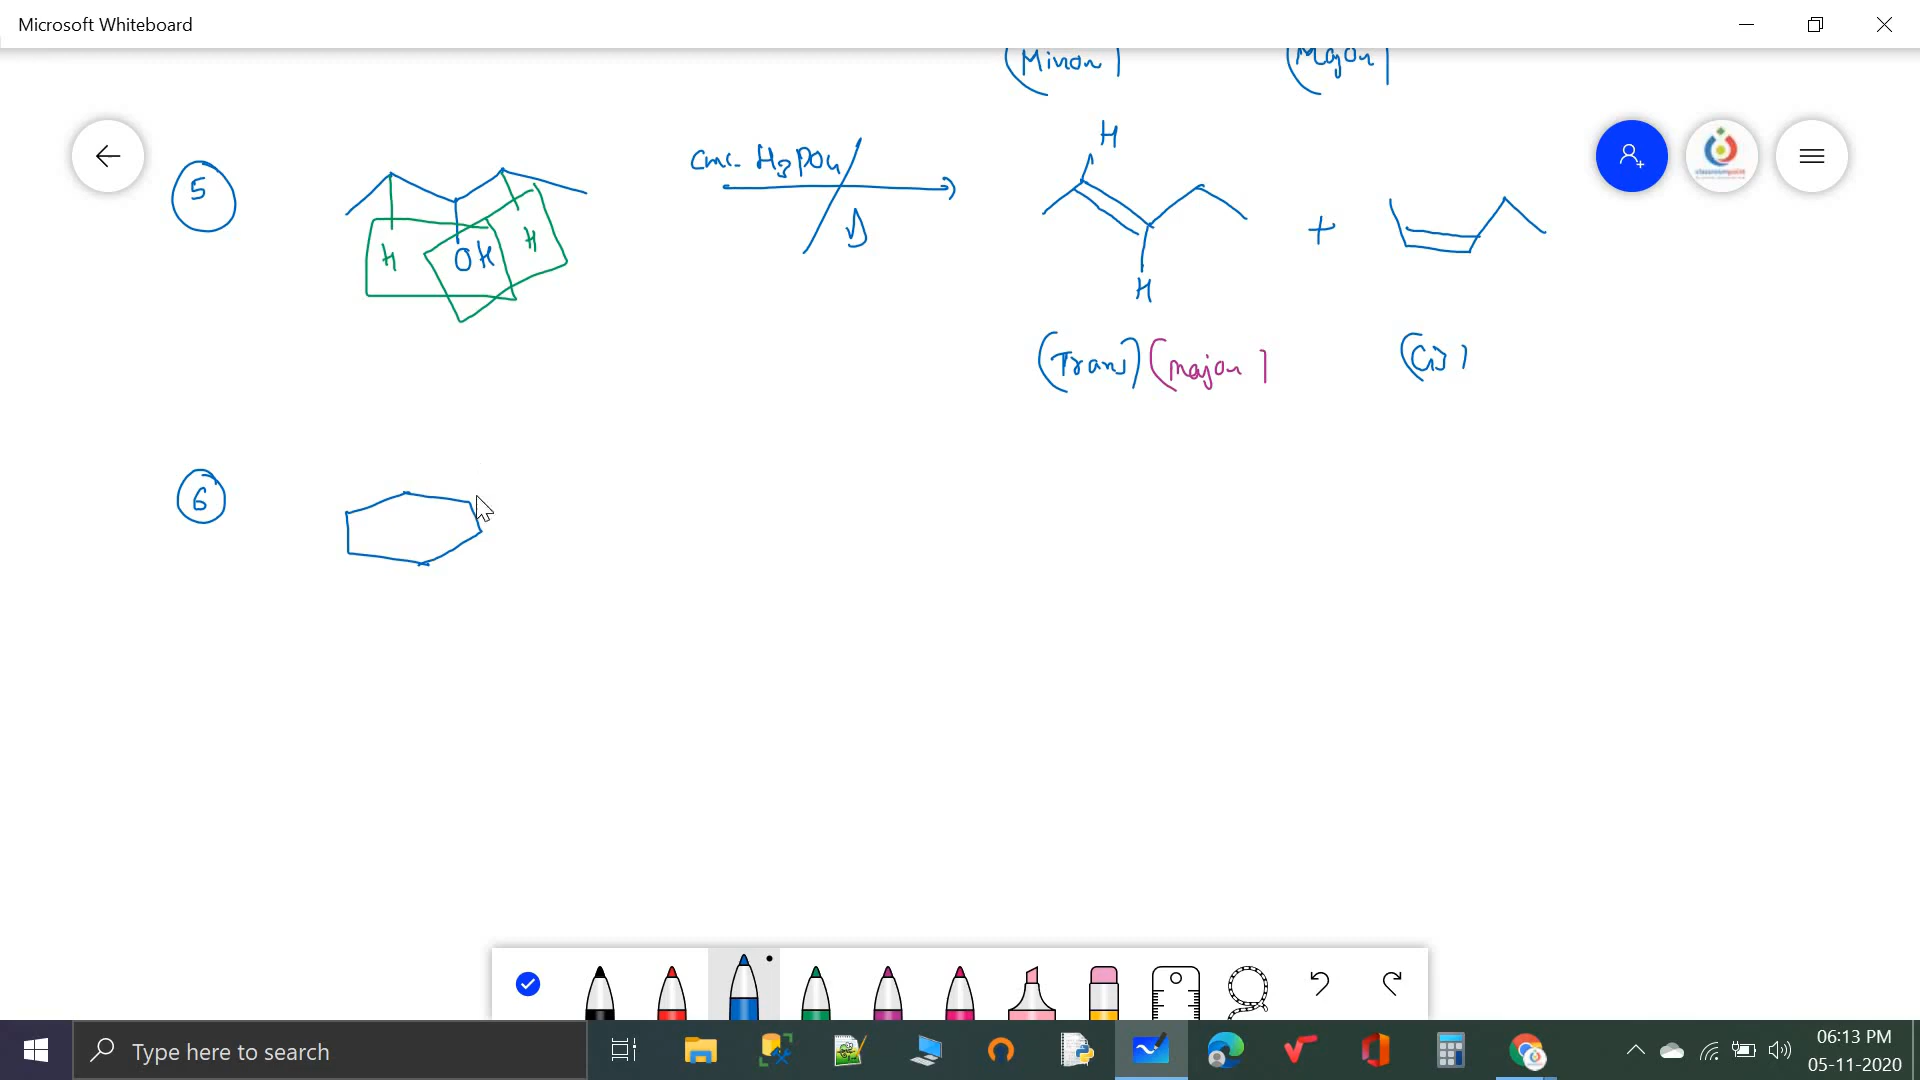 Microsoft Whiteboard
(Minor) (Major)
5
H
Conc. H3PO4
Δ
H OH H
+
H
(Trans) (major) (Cis)
6
Type here to search
06:13 PM
05-11-2020